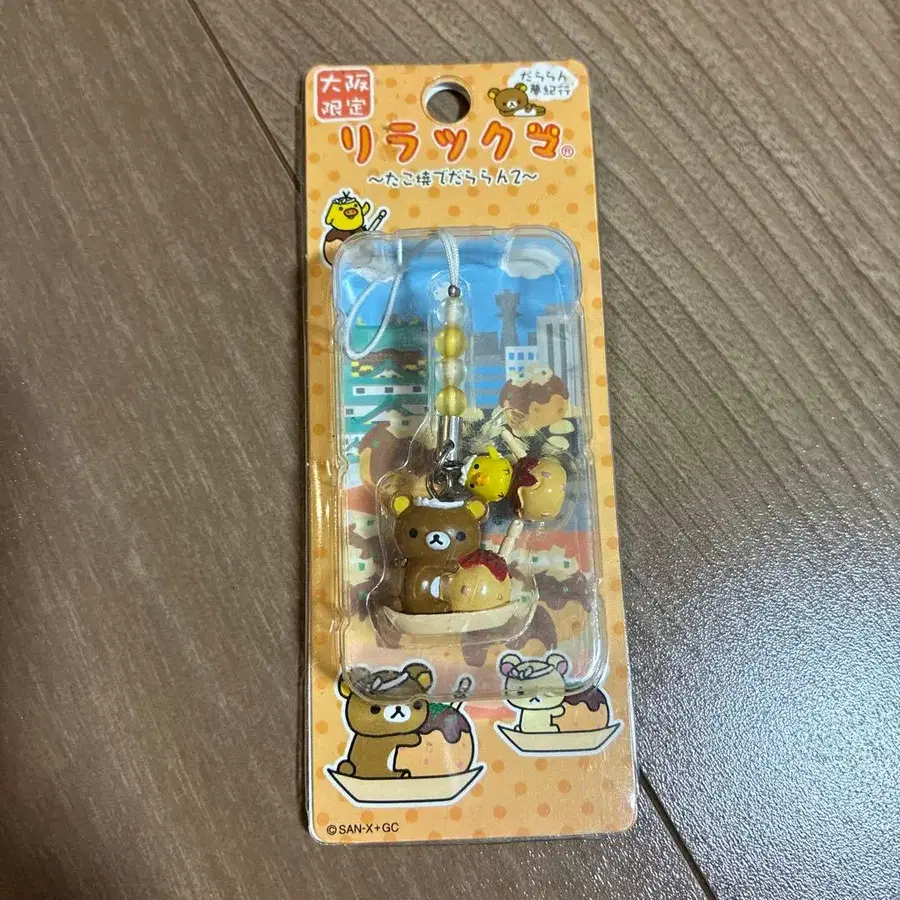 大阪
限定
だららん
夢紀行
リラックマ®
～たこ焼でだららん2～
©SAN-X+GC